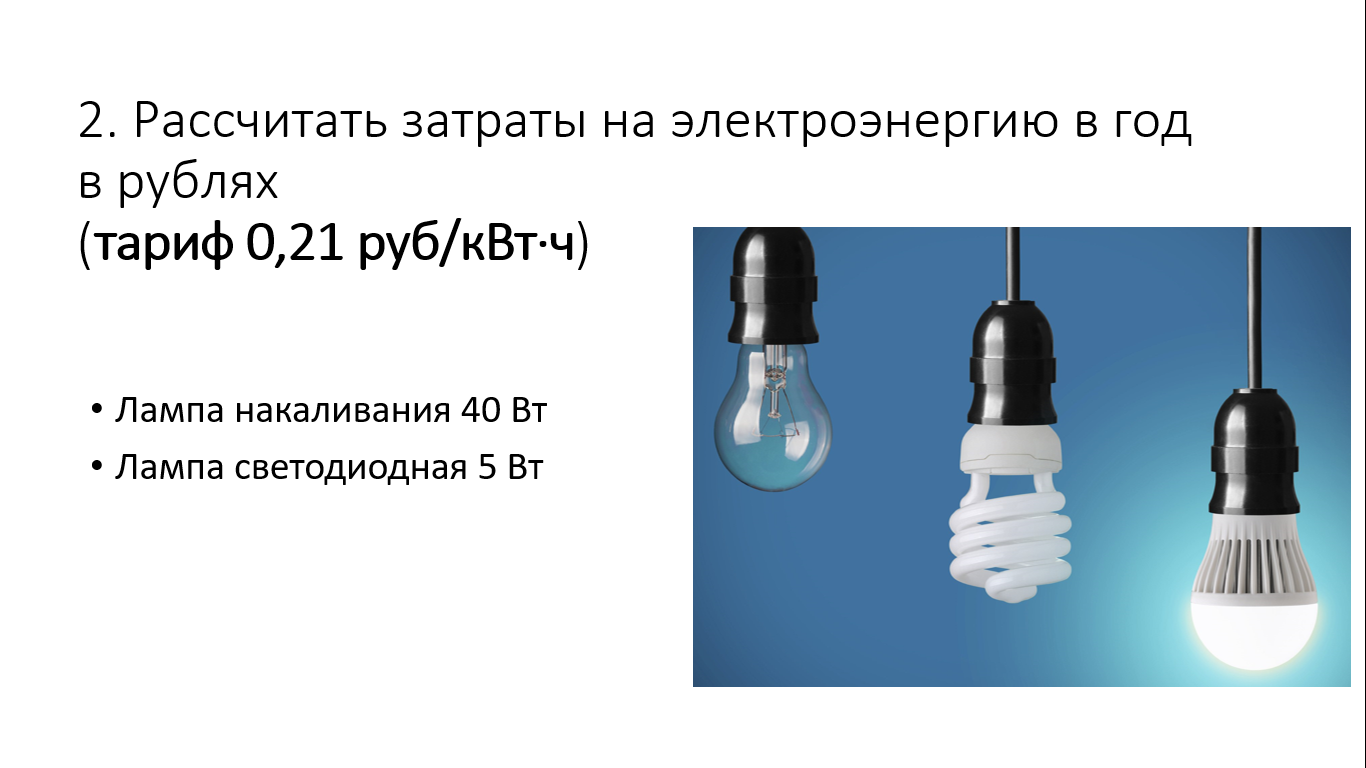 2. Рассчитать затраты на электроэнергию в год
в рублях
(тариф 0,21 руб/кВт·ч)
• Лампа накаливания 40 Вт
• Лампа светодиодная 5 Вт